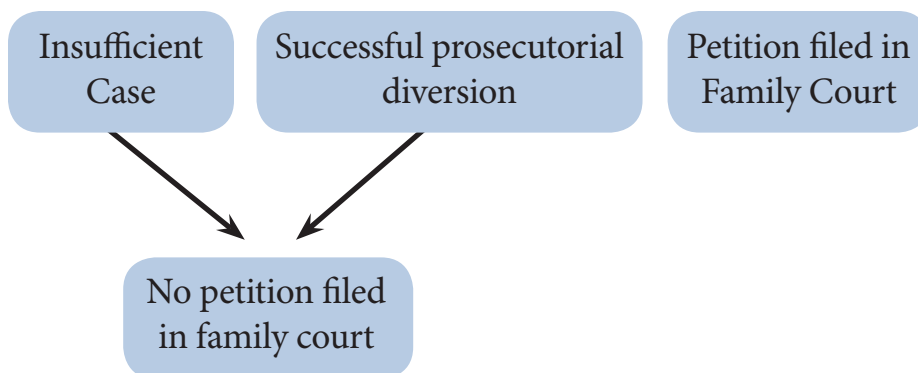 Insufficient
Case
Successful prosecutorial
diversion
Petition filed in
Family Court
No petition filed
in family court